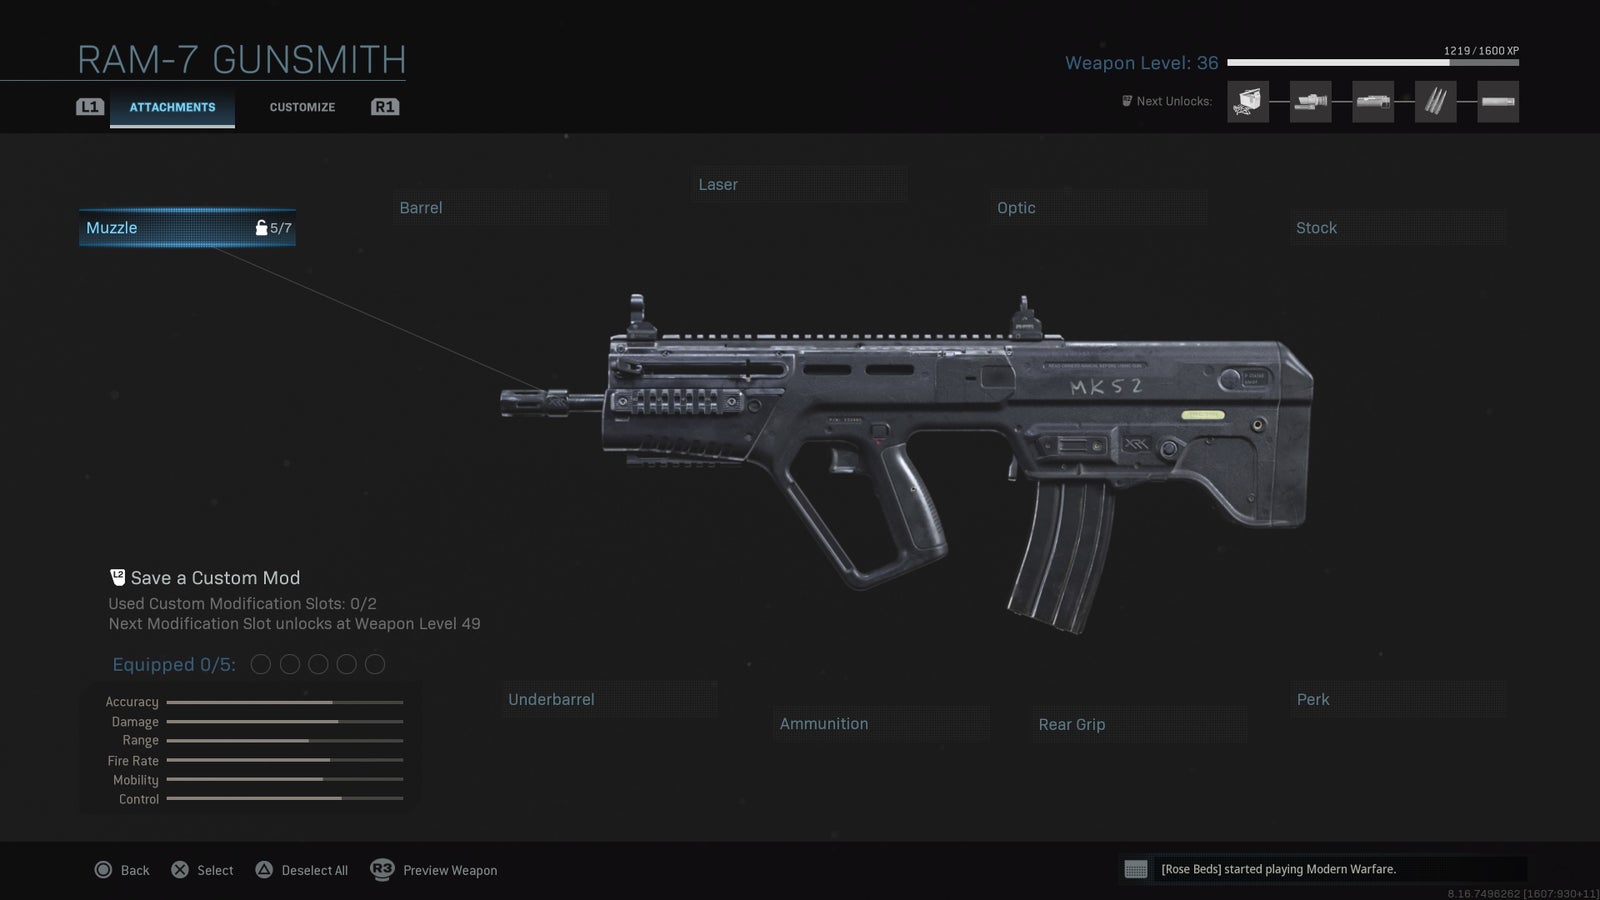 RAM-7 GUNSMITH
L1 ATTACHMENTS CUSTOMIZE R1
1219 / 1600 XP
Weapon Level: 36
Next Unlocks:
Muzzle 5/7
Barrel
Laser
Optic
Stock
MK52
XRK
L2 Save a Custom Mod
Used Custom Modification Slots: 0/2
Next Modification Slot unlocks at Weapon Level 49
Equipped 0/5:
Accuracy
Damage
Range
Fire Rate
Mobility
Control
Underbarrel
Ammunition
Rear Grip
Perk
Back Select Deselect All R3 Preview Weapon
[Rose Beds] started playing Modern Warfare.
8.16.7496262 [1607:930+11]